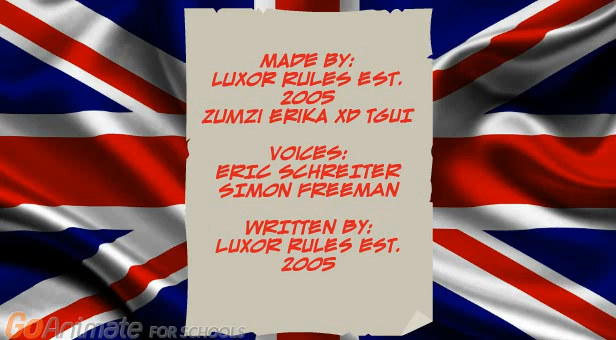 MADE BY:
LUXOR RULES EST.
2005
ZUMZI ERIKA XD TGUI
VOICES:
ERIC SCHREITER
SIMON FREEMAN
WRITTEN BY:
LUXOR RULES EST.
2005
GoAnimate FOR SCHOOLS